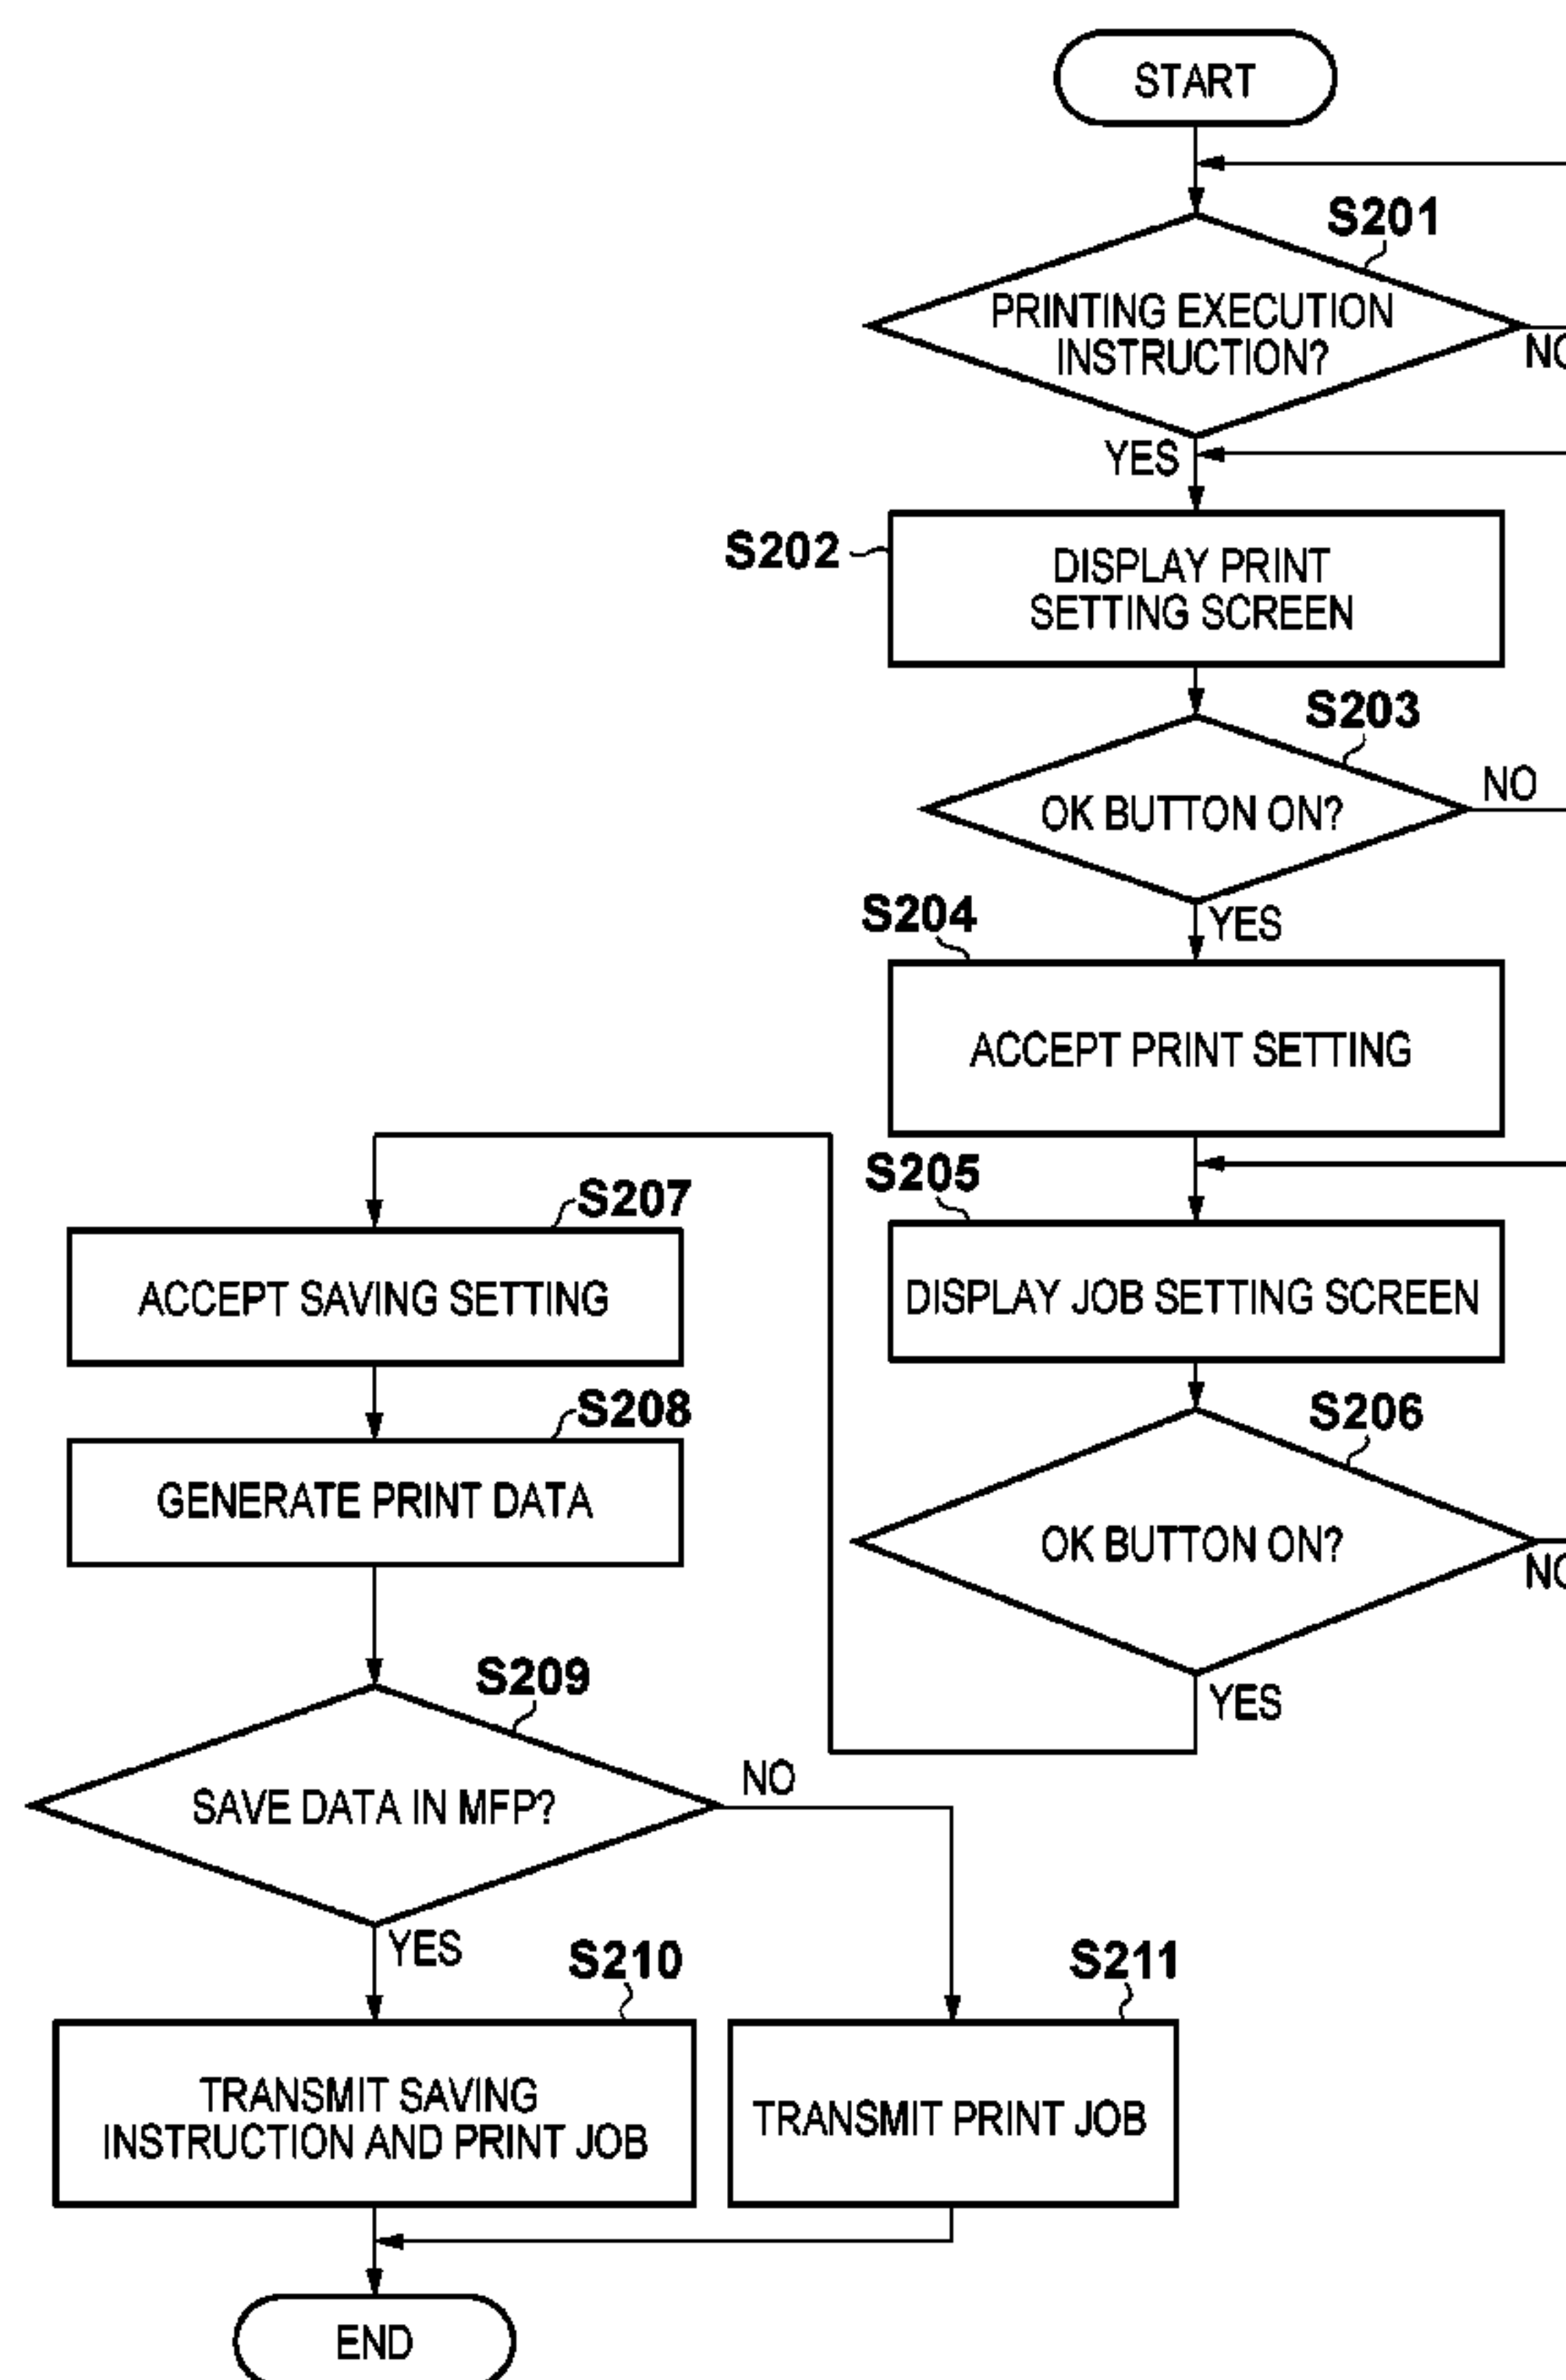 START
S201
PRINTING EXECUTION
INSTRUCTION?
YES
S202
DISPLAY PRINT
SETTING SCREEN
S203
OK BUTTON ON?
NO
YES
S204
ACCEPT PRINT SETTING
S205
DISPLAY JOB SETTING SCREEN
S206
OK BUTTON ON?
YES
S207
ACCEPT SAVING SETTING
S208
GENERATE PRINT DATA
S209
SAVE DATA IN MFP?
NO
YES
S210
TRANSMIT SAVING
INSTRUCTION AND PRINT JOB
S211
TRANSMIT PRINT JOB
END